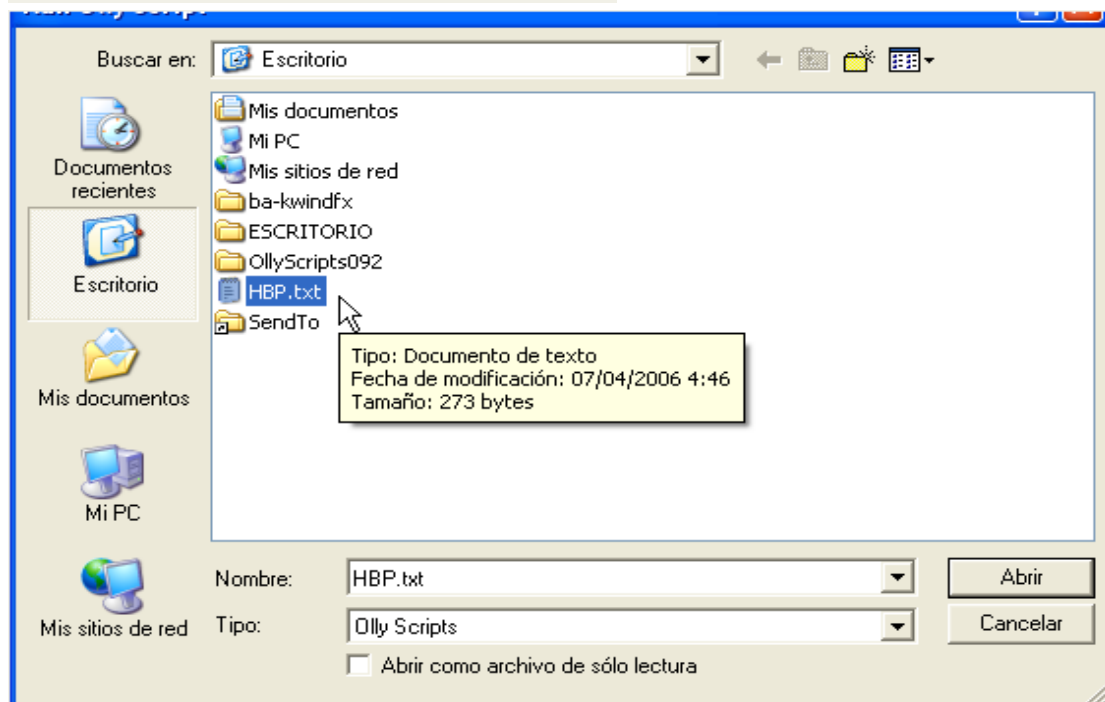 Buscar en: Escritorio
Mis documentos
Mi PC
Mis sitios de red
ba-kwindfx
ESCRITORIO
OllyScripts092
HBP.txt
SendTo
Tipo: Documento de texto
Fecha de modificación: 07/04/2006 4:46
Tamaño: 273 bytes
Documentos
recientes
Escritorio
Mis documentos
Mi PC
Mis sitios de red
Nombre: HBP.txt Abrir
Tipo: Olly Scripts Cancelar
Abrir como archivo de sólo lectura